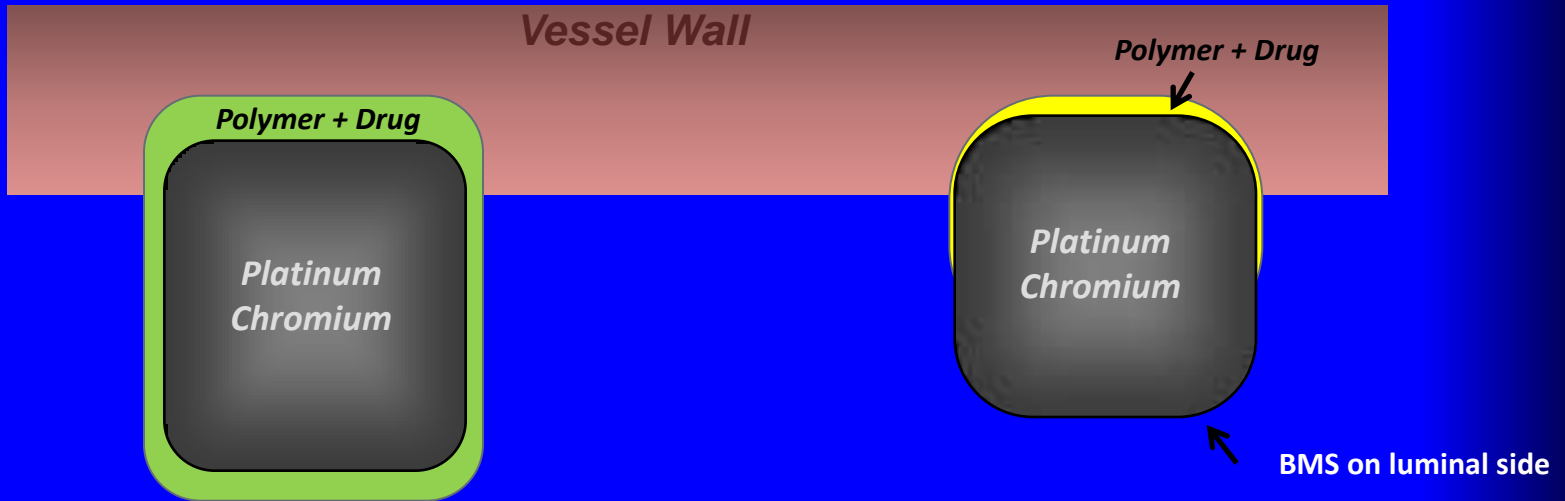 Vessel Wall
Polymer + Drug
Polymer + Drug
Platinum
Chromium
Platinum
Chromium
BMS on luminal side